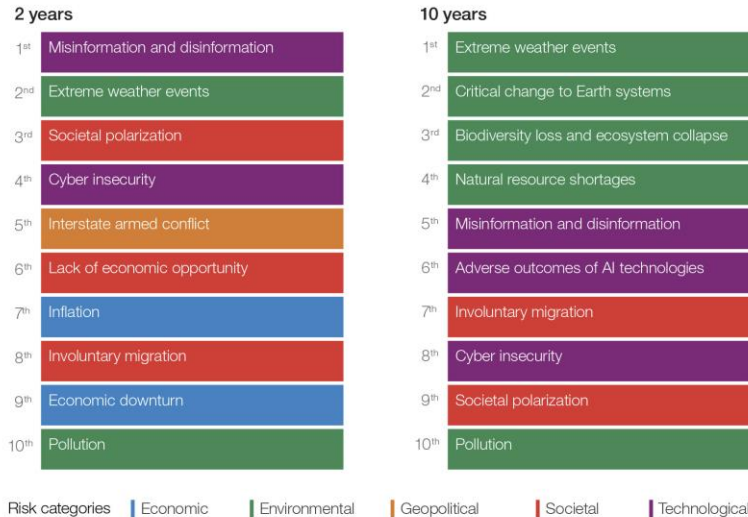 2 years
1st Misinformation and disinformation
2nd Extreme weather events
3rd Societal polarization
4th Cyber insecurity
5th Interstate armed conflict
6th Lack of economic opportunity
7th Inflation
8th Involuntary migration
9th Economic downturn
10th Pollution
10 years
1st Extreme weather events
2nd Critical change to Earth systems
3rd Biodiversity loss and ecosystem collapse
4th Natural resource shortages
5th Misinformation and disinformation
6th Adverse outcomes of AI technologies
7th Involuntary migration
8th Cyber insecurity
9th Societal polarization
10th Pollution
Risk categories Economic Environmental Geopolitical Societal Technological